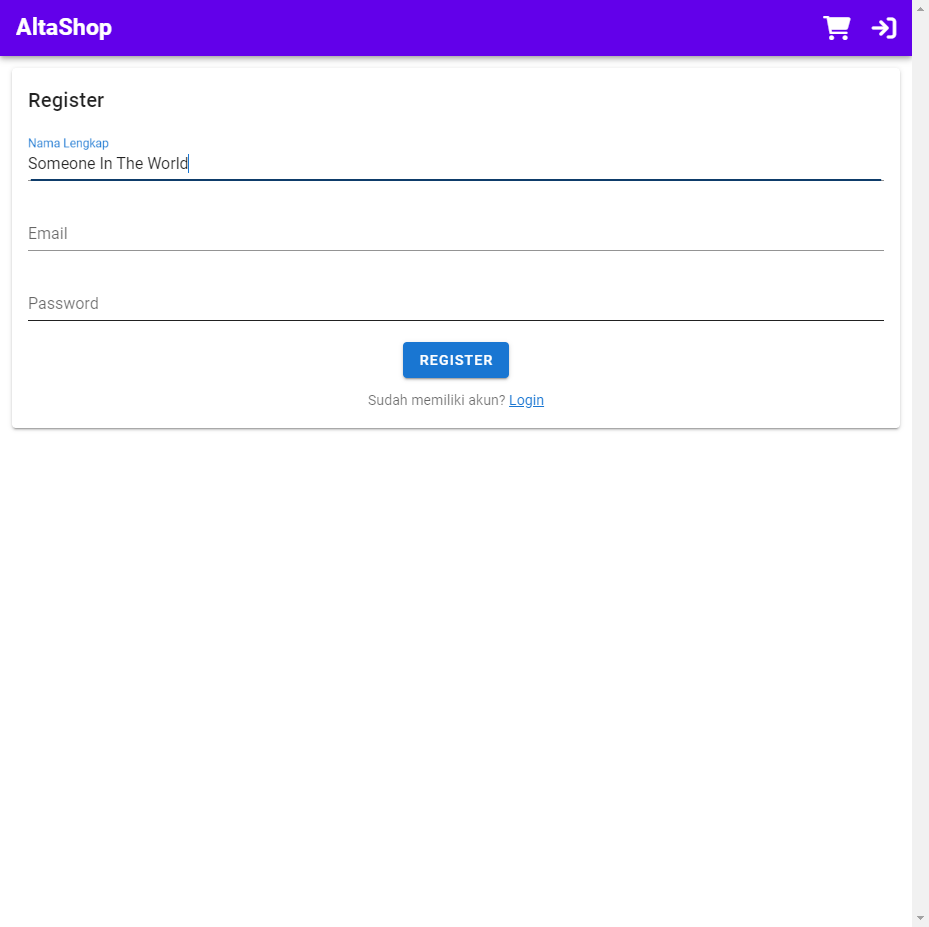 AltaShop
Register
Nama Lengkap
Someone In The World
Email
Password
REGISTER
Sudah memiliki akun? Login